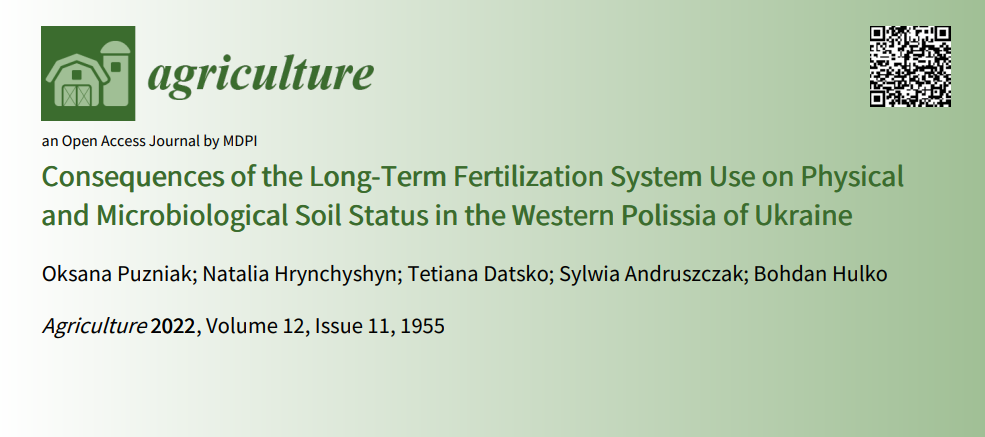 agriculture
an Open Access Journal by MDPI
Consequences of the Long-Term Fertilization System Use on Physical
and Microbiological Soil Status in the Western Polissia of Ukraine
Oksana Puzniak; Natalia Hrynchyshyn; Tetiana Datsko; Sylwia Andruszczak; Bohdan Hulko
Agriculture 2022, Volume 12, Issue 11, 1955